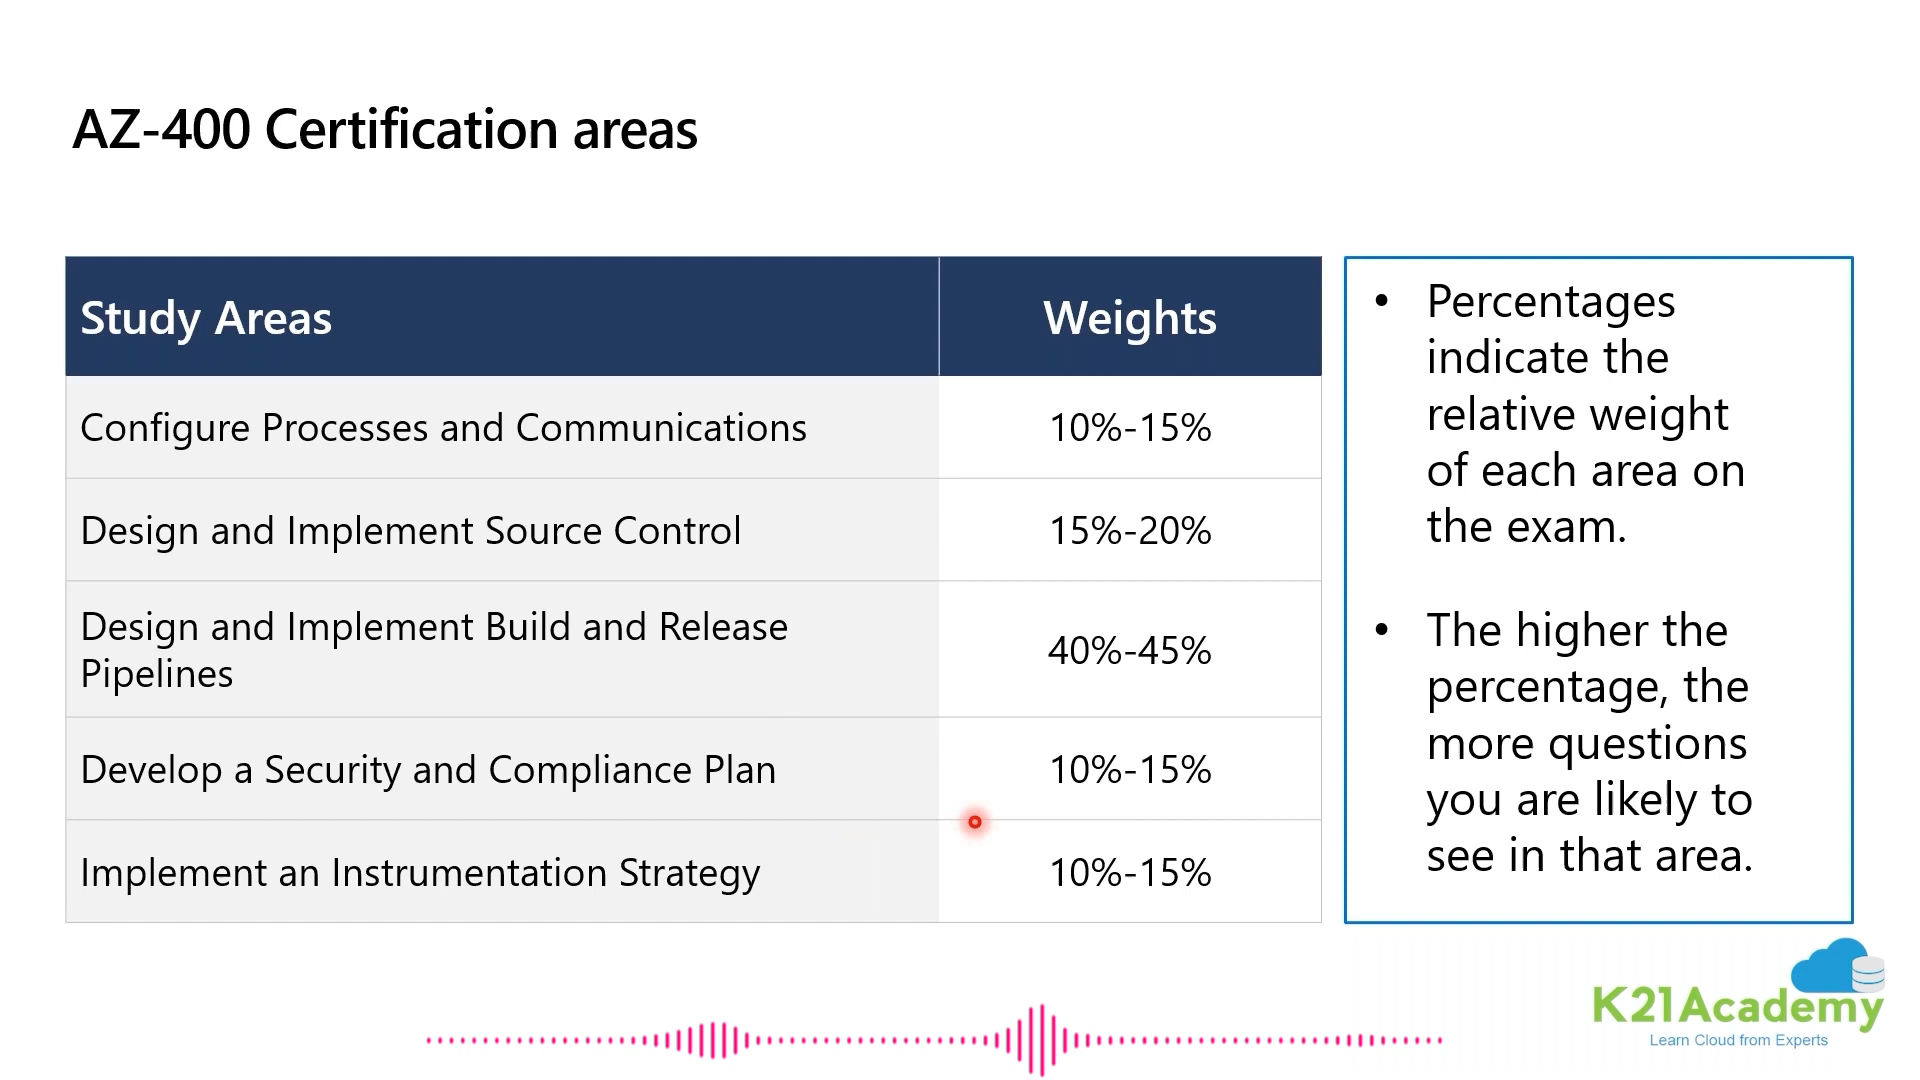 AZ-400 Certification areas
Study Areas
Weights
Configure Processes and Communications
10%-15%
Design and Implement Source Control
15%-20%
Design and Implement Build and Release
Pipelines
40%-45%
Develop a Security and Compliance Plan
10%-15%
Implement an Instrumentation Strategy
10%-15%
• Percentages
indicate the
relative weight
of each area on
the exam.
• The higher the
percentage, the
more questions
you are likely to
see in that area.
K21Academy
Learn Cloud from Experts